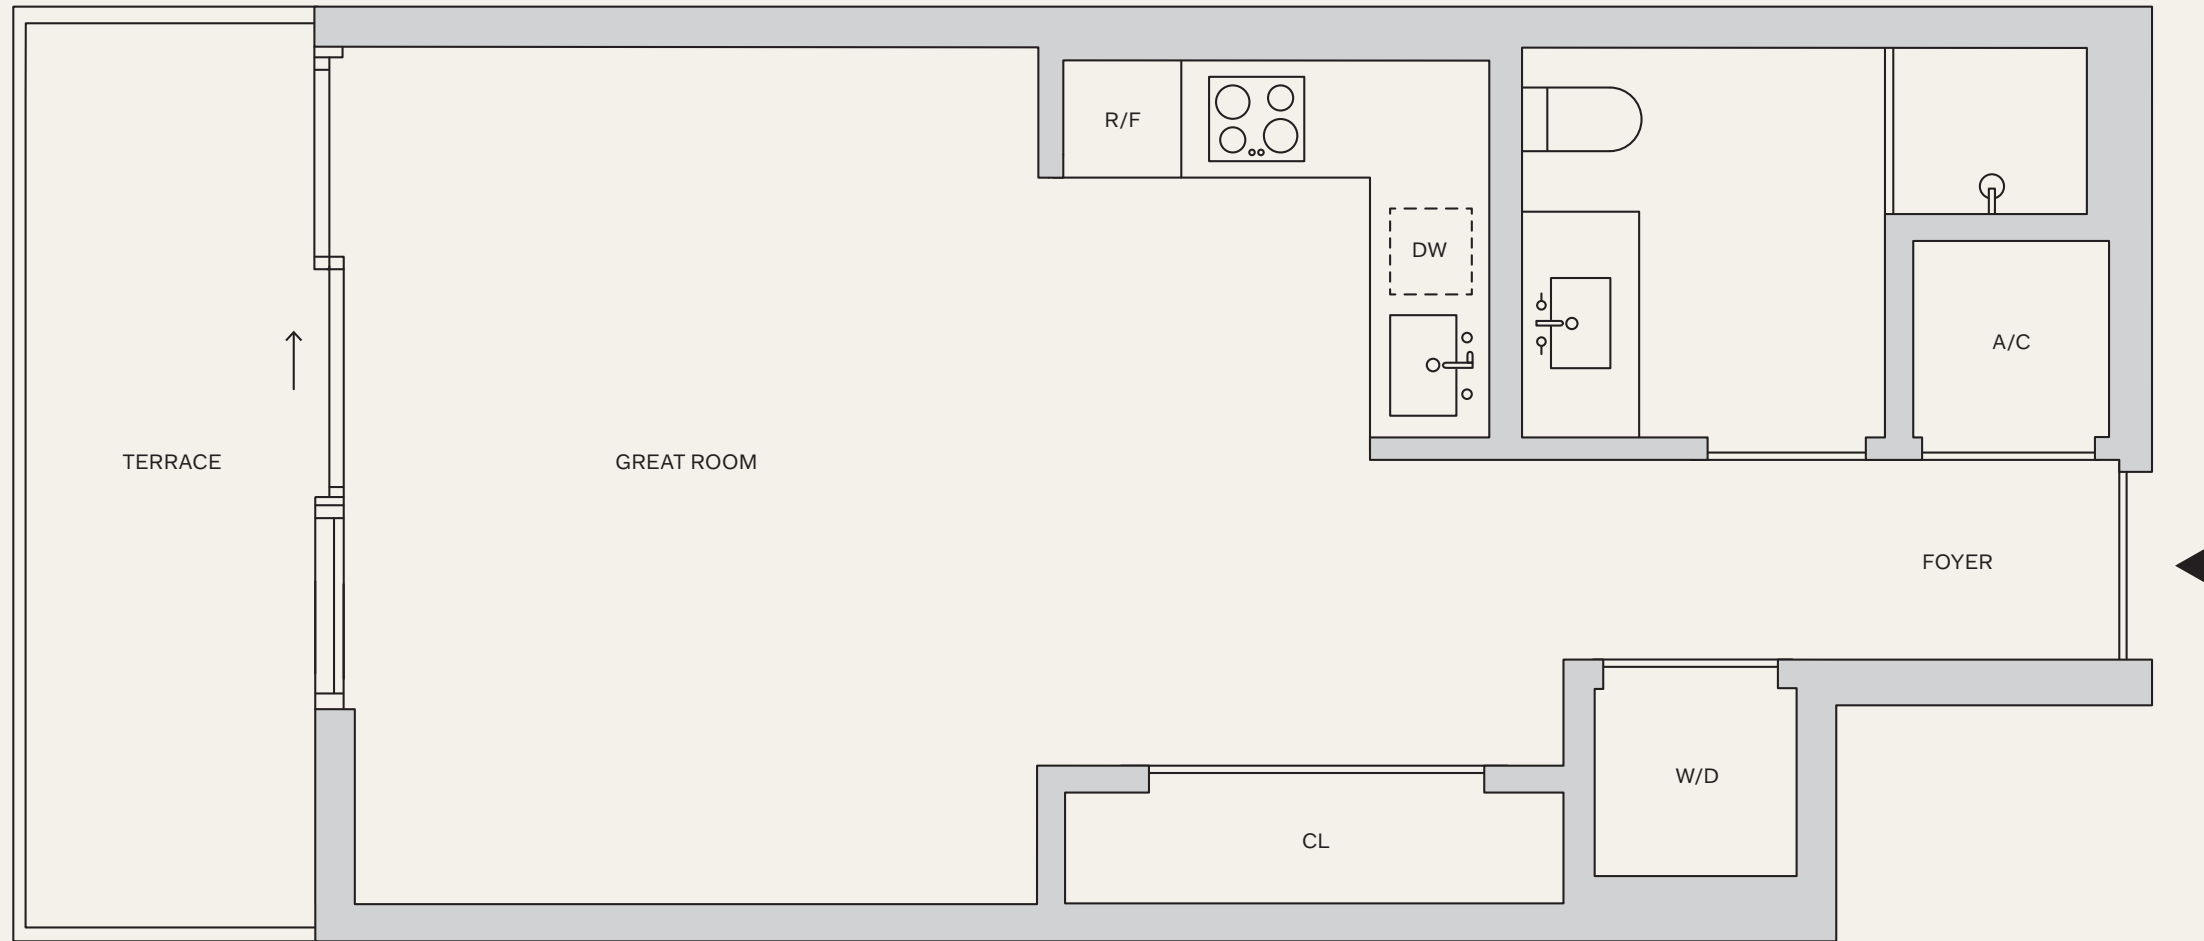 R/F
DW
A/C
TERRACE
GREAT ROOM
FOYER
W/D
CL